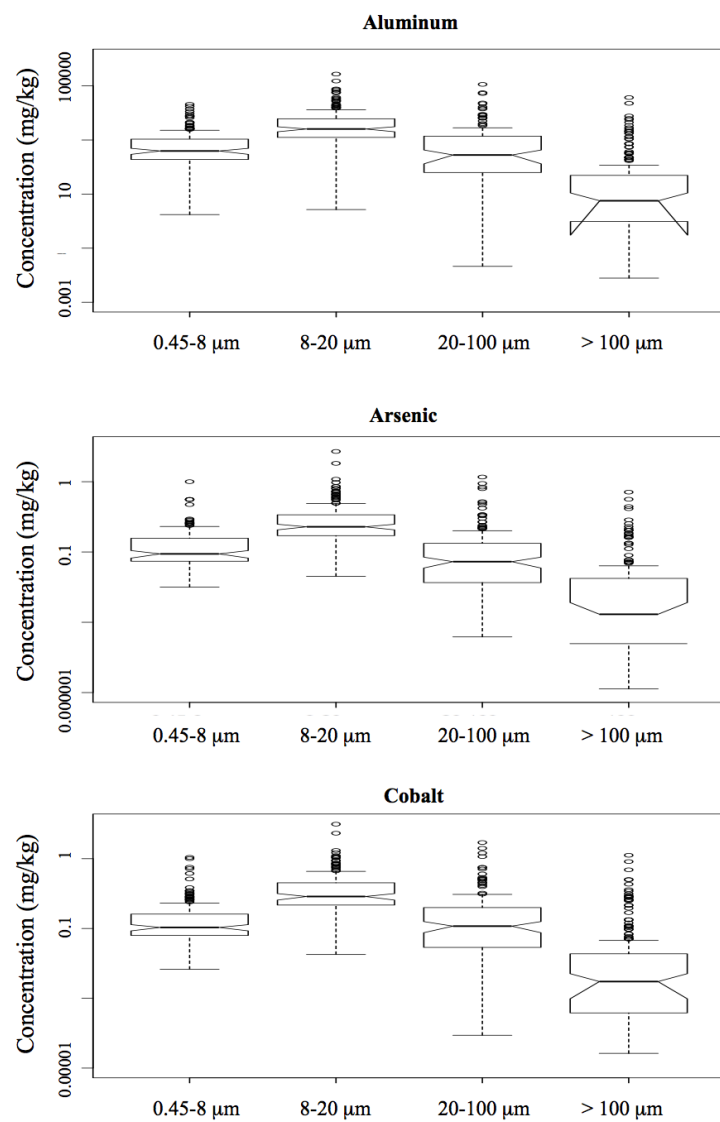 Aluminum
Concentration (mg/kg)
100000
10
0.001
0.45-8 μm
8-20 μm
20-100 μm
> 100 μm
Arsenic
Concentration (mg/kg)
1
0.1
0.000001
0.45-8 μm
8-20 μm
20-100 μm
> 100 μm
Cobalt
Concentration (mg/kg)
1
0.1
0.00001
0.45-8 μm
8-20 μm
20-100 μm
> 100 μm